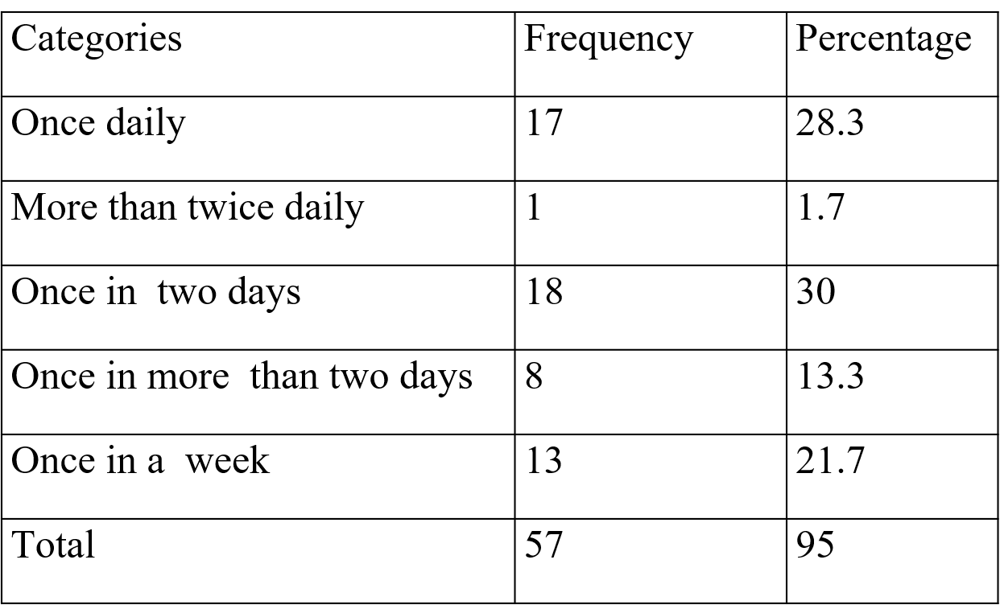 Categories Frequency Percentage
Once daily 17 28.3
More than twice daily 1 1.7
Once in  two days 18 30
Once in more  than two days 8 13.3
Once in a  week 13 21.7
Total 57 95